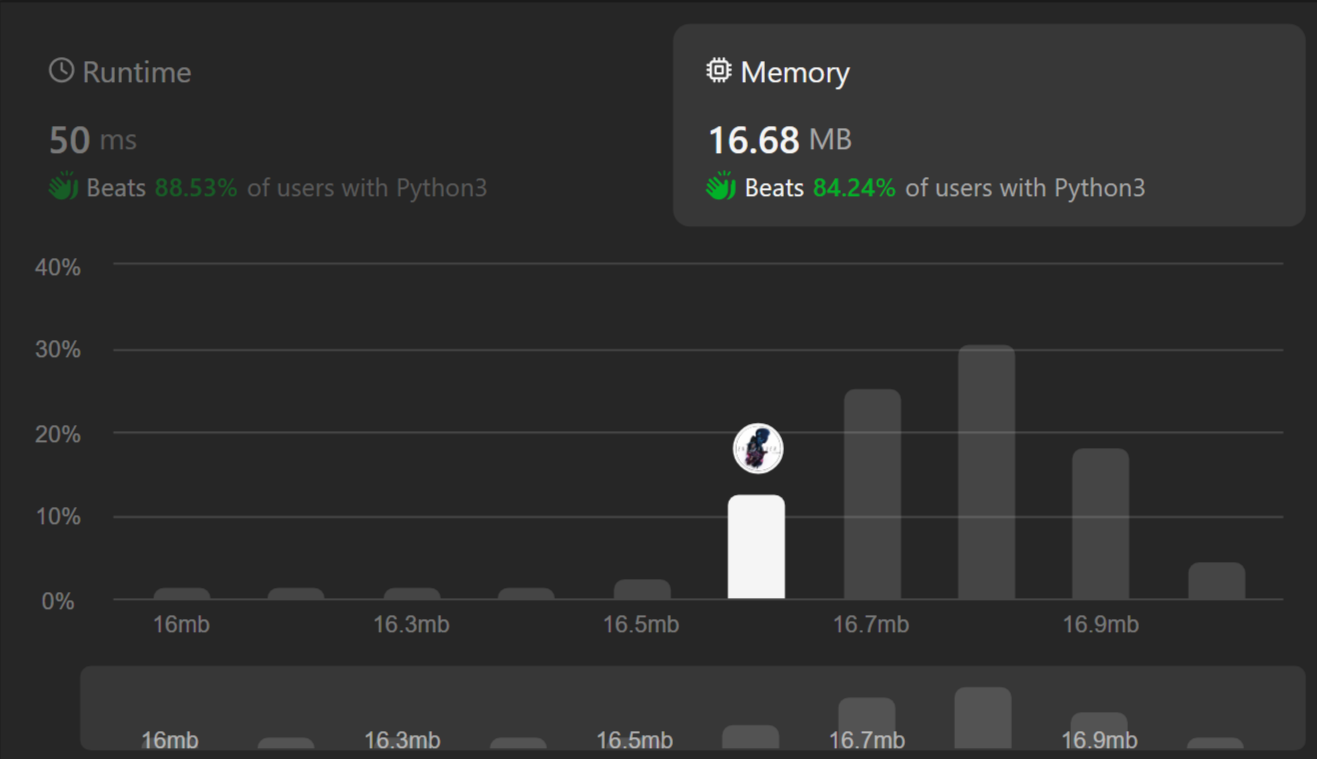 Runtime
50 ms
Beats 88.53% of users with Python3
Memory
16.68 MB
Beats 84.24% of users with Python3
40%
30%
20%
10%
0%
16mb 16.3mb 16.5mb 16.7mb 16.9mb
16mb 16.3mb 16.5mb 16.7mb 16.9mb